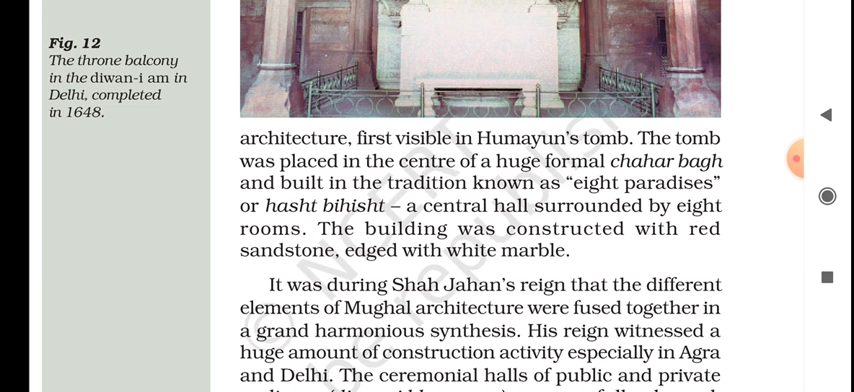 Fig. 12
The throne balcony
in the diwan-i am in
Delhi, completed
in 1648.
architecture, first visible in Humayun's tomb. The tomb
was placed in the centre of a huge formal chahar bagh
and built in the tradition known as “eight paradises”
or hasht bihisht – a central hall surrounded by eight
rooms. The building was constructed with red
sandstone, edged with white marble.
It was during Shah Jahan's reign that the different
elements of Mughal architecture were fused together in
a grand harmonious synthesis. His reign witnessed a
huge amount of construction activity especially in Agra
and Delhi. The ceremonial halls of public and private
© NCERT
be republish